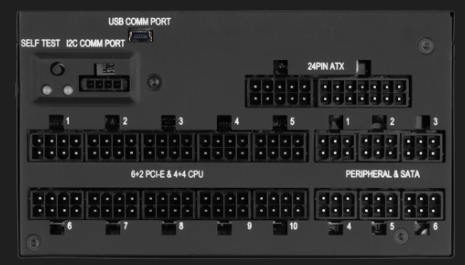 USB COMM PORT
SELF TEST I2C COMM PORT
24PIN ATX
1 2 3 4 5 1 2 3
6+2 PCI-E & 4+4 CPU PERIPHERAL & SATA
6 7 8 9 10 4 5 6